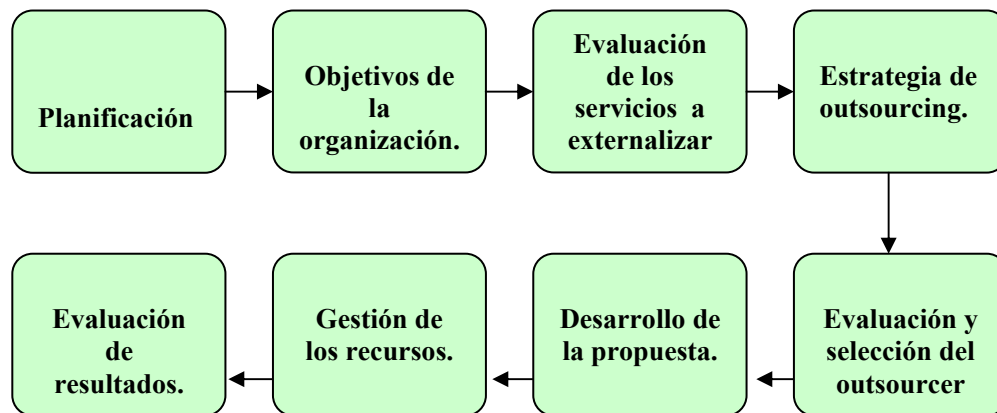 Planificación
Objetivos de
la
organización.
Evaluación
de los
servicios a
externalizar
Estrategia de
outsourcing.
Evaluación
de
resultados.
Gestión de
los recursos.
Desarrollo de
la propuesta.
Evaluación y
selección del
outsourcer